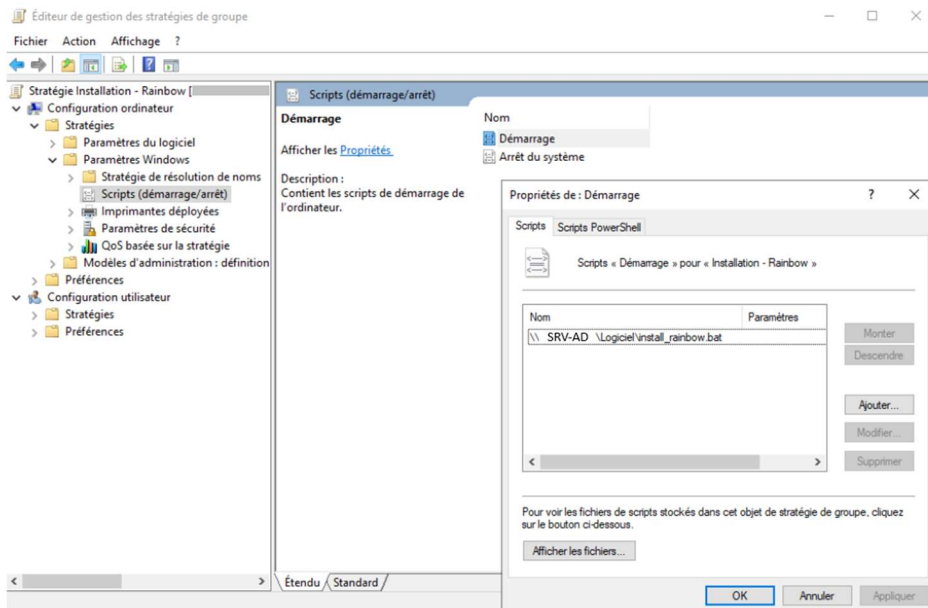 Éditeur de gestion des stratégies de groupe
Fichier Action Affichage ?
Stratégie Installation - Rainbow [
Configuration ordinateur
Stratégies
Paramètres du logiciel
Paramètres Windows
Stratégie de résolution de noms
Scripts (démarrage/arrêt)
Imprimantes déployées
Paramètres de sécurité
QoS basée sur la stratégie
Modèles d'administration : définition
Préférences
Configuration utilisateur
Stratégies
Préférences
Scripts (démarrage/arrêt)
Démarrage
Afficher les Propriétés
Description :
Contient les scripts de démarrage de
l'ordinateur.
Nom
Démarrage
Arrêt du système
Étendu Standard
Propriétés de : Démarrage ?
Scripts Scripts PowerShell
Scripts « Démarrage » pour « Installation - Rainbow »
Nom Paramètres
\\ SRV-AD \Logiciel\install_rainbow.bat
Monter
Descendre
Ajouter...
Modifier...
Supprimer
Pour voir les fichiers de scripts stockés dans cet objet de stratégie de groupe, cliquez
sur le bouton ci-dessous.
Afficher les fichiers...
OK Annuler Appliquer